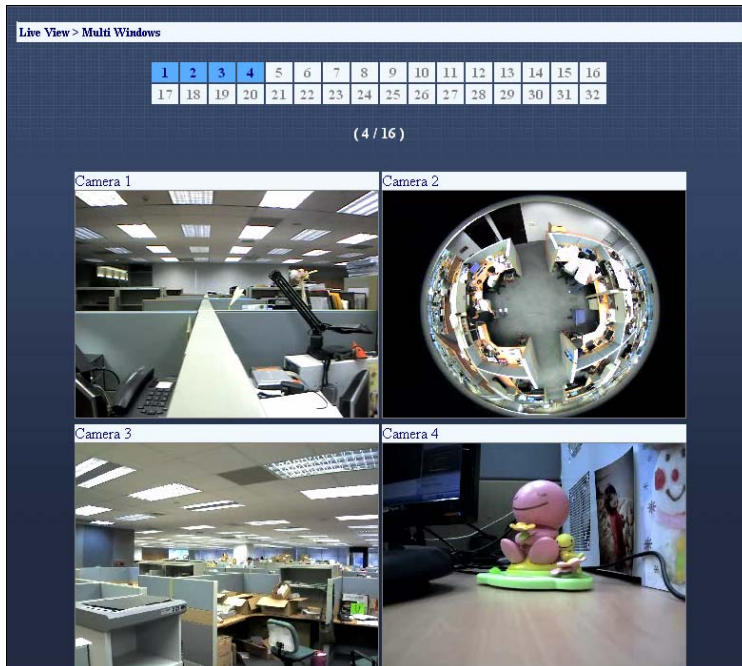 Live View > Multi Windows
1 2 3 4 5 6 7 8 9 10 11 12 13 14 15 16
17 18 19 20 21 22 23 24 25 26 27 28 29 30 31 32
( 4 / 16 )
Camera 1
Camera 2
Camera 3
Camera 4